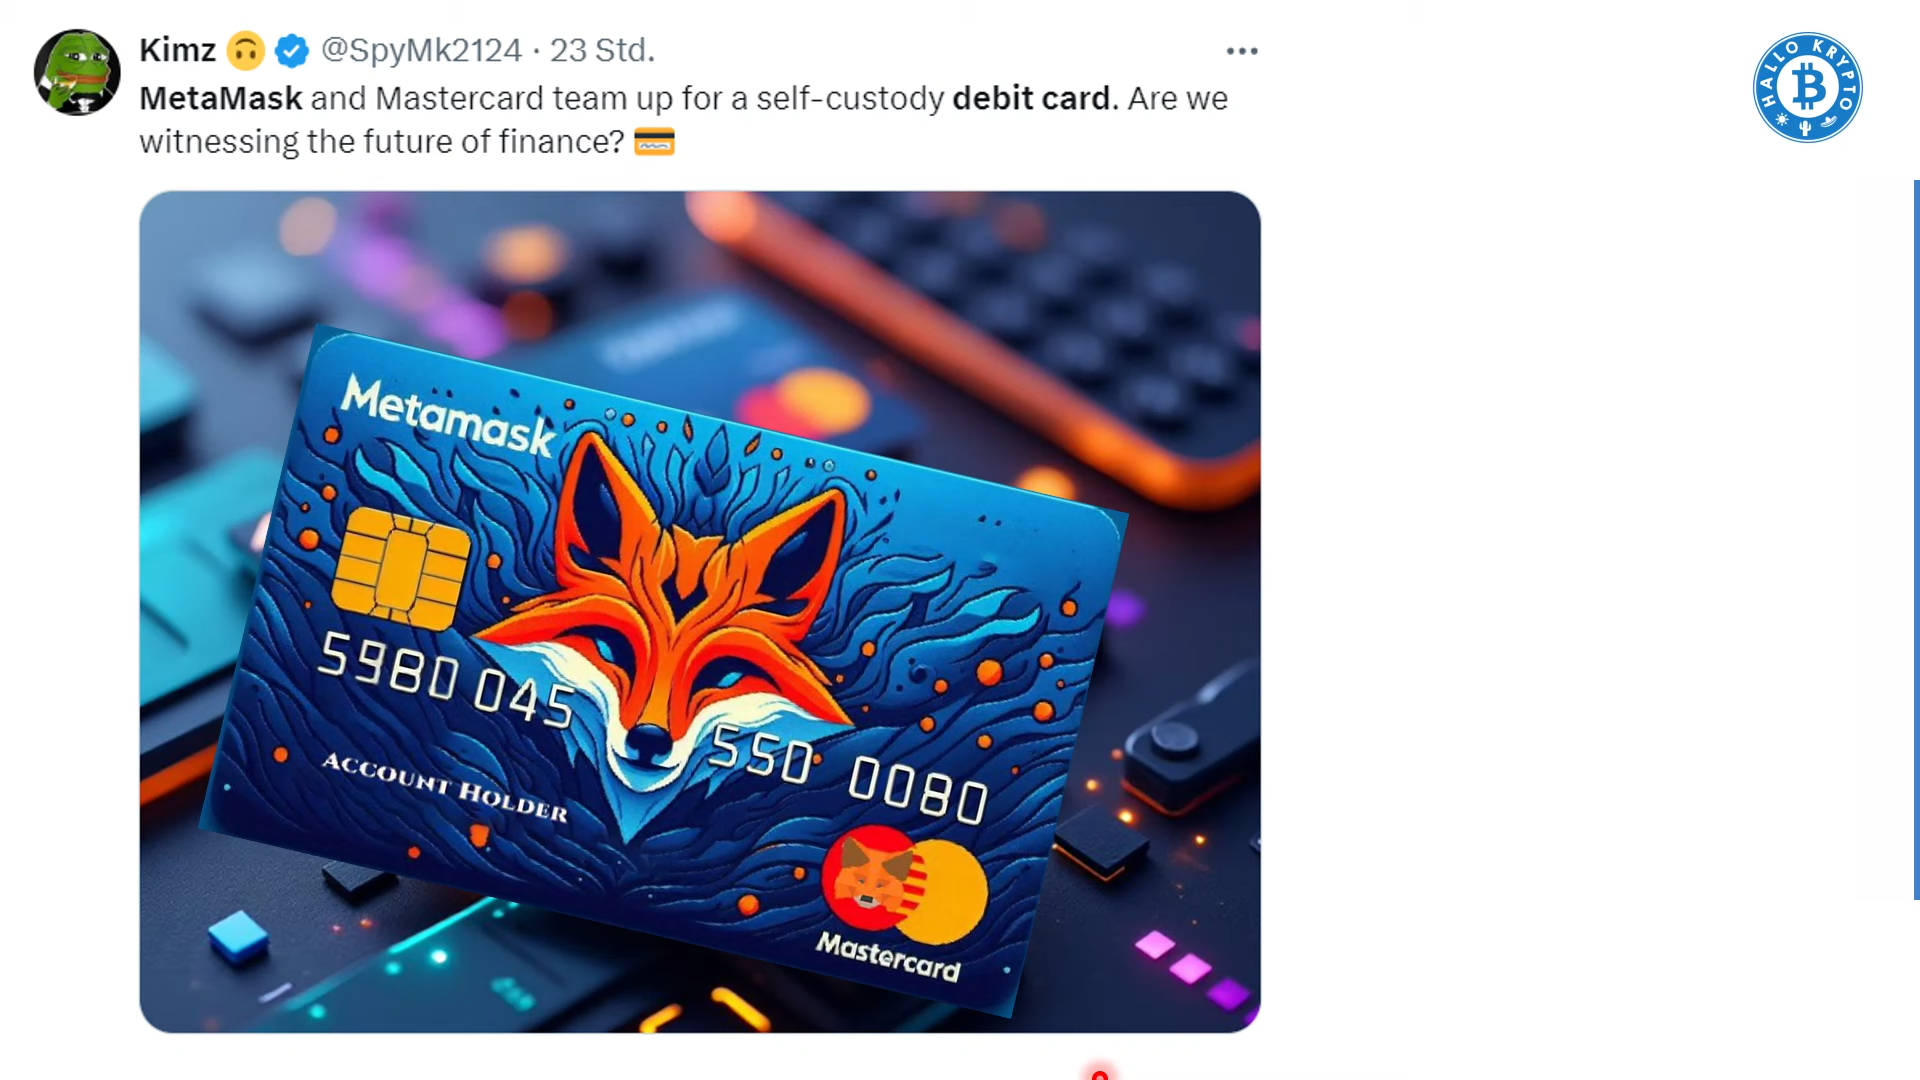 Kimz 🙃 @SpyMk2124 · 23 Std.
MetaMask and Mastercard team up for a self-custody debit card. Are we
witnessing the future of finance? 💳
HALLO KRYPTO
Metamask
5980 045 550 0080
ACCOUNT HOLDER
Mastercard